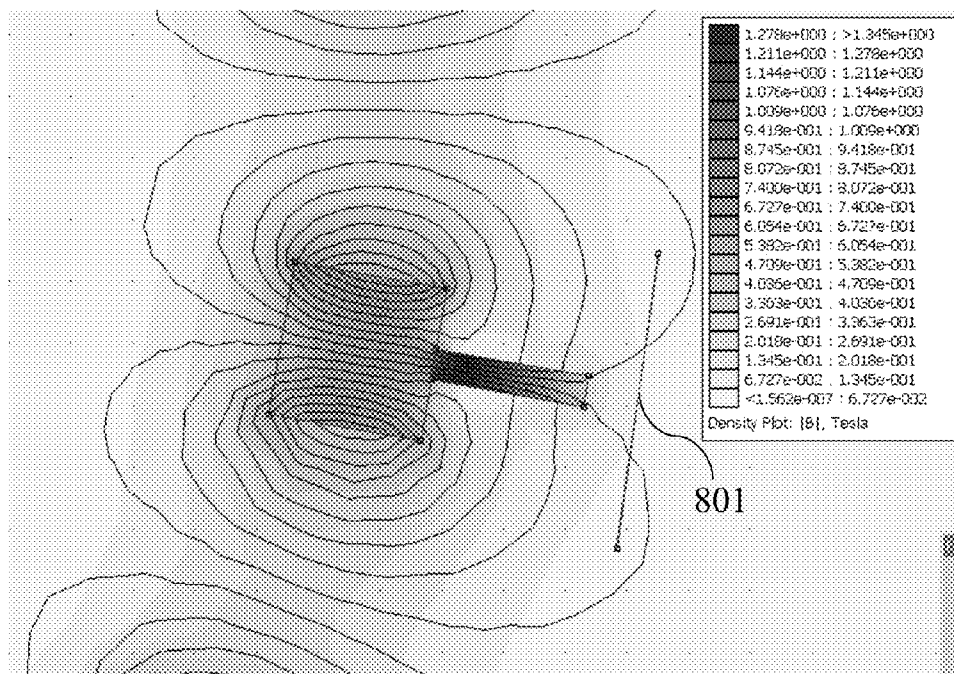 1.278e+000 : >1.345e+000
1.211e+000 : 1.278e+000
1.144e+000 : 1.211e+000
1.076e+000 : 1.144e+000
1.009e+000 : 1.076e+000
9.418e-001 : 1.009e+000
8.745e-001 : 9.418e-001
8.072e-001 : 8.745e-001
7.400e-001 : 8.072e-001
6.727e-001 : 7.400e-001
6.054e-001 : 6.727e-001
5.382e-001 : 6.054e-001
4.709e-001 : 5.382e-001
4.036e-001 : 4.709e-001
3.363e-001 : 4.036e-001
2.691e-001 : 3.363e-001
2.018e-001 : 2.691e-001
1.345e-001 : 2.018e-001
6.727e-002 : 1.345e-001
<1.562e-007 : 6.727e-002
Density Plot: |B|, Tesla
801